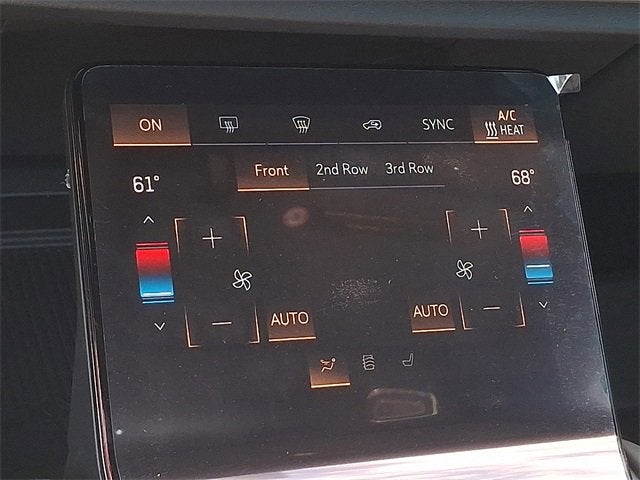 ON SYNC A/C HEAT
Front 2nd Row 3rd Row
61° 68°
AUTO AUTO